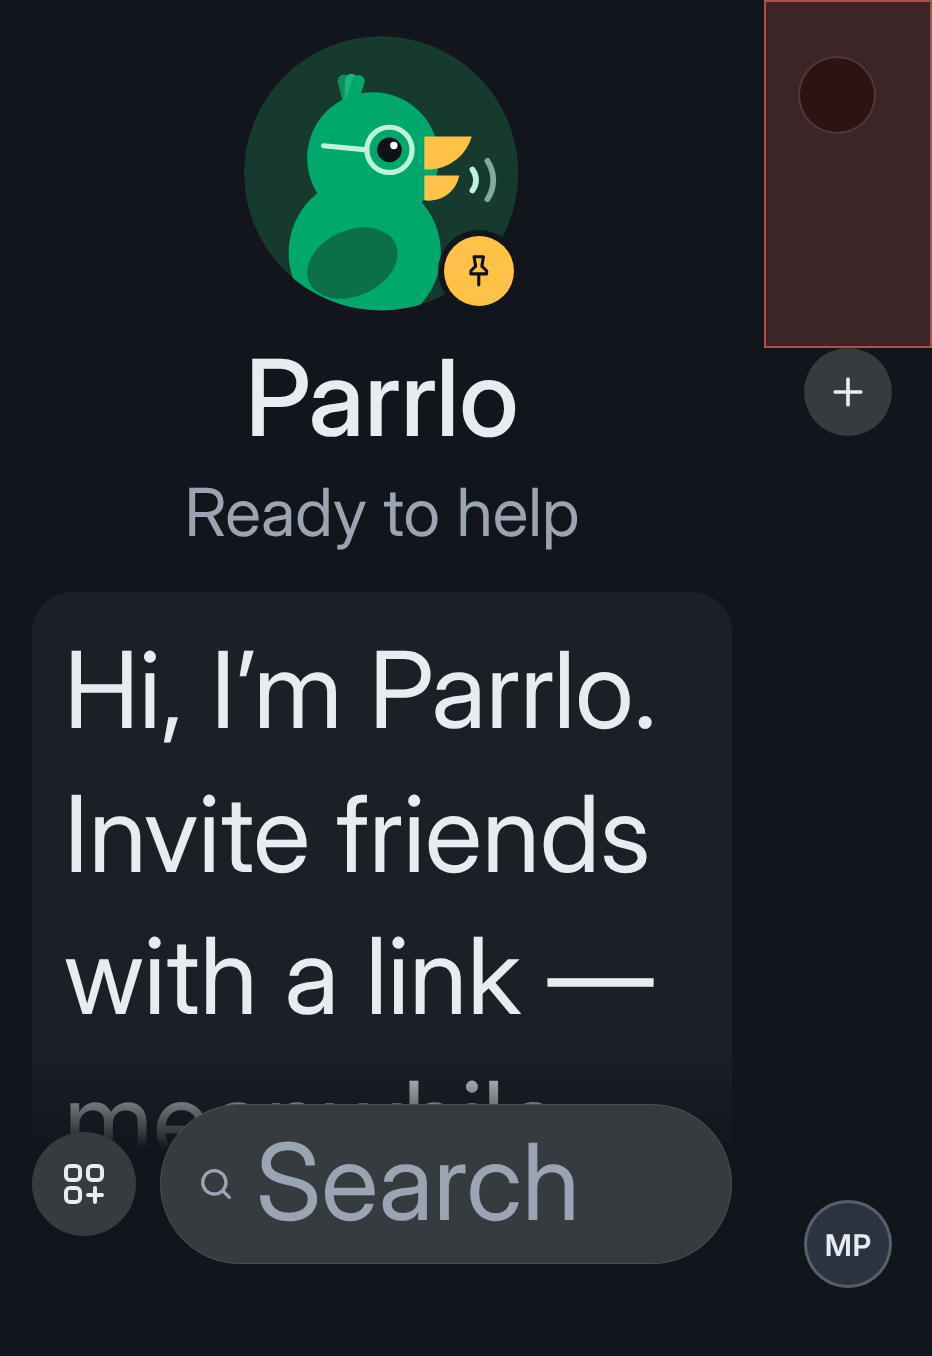 Parrlo
Ready to help
Hi, I’m Parrlo.
Invite friends
with a link —
Search
MP